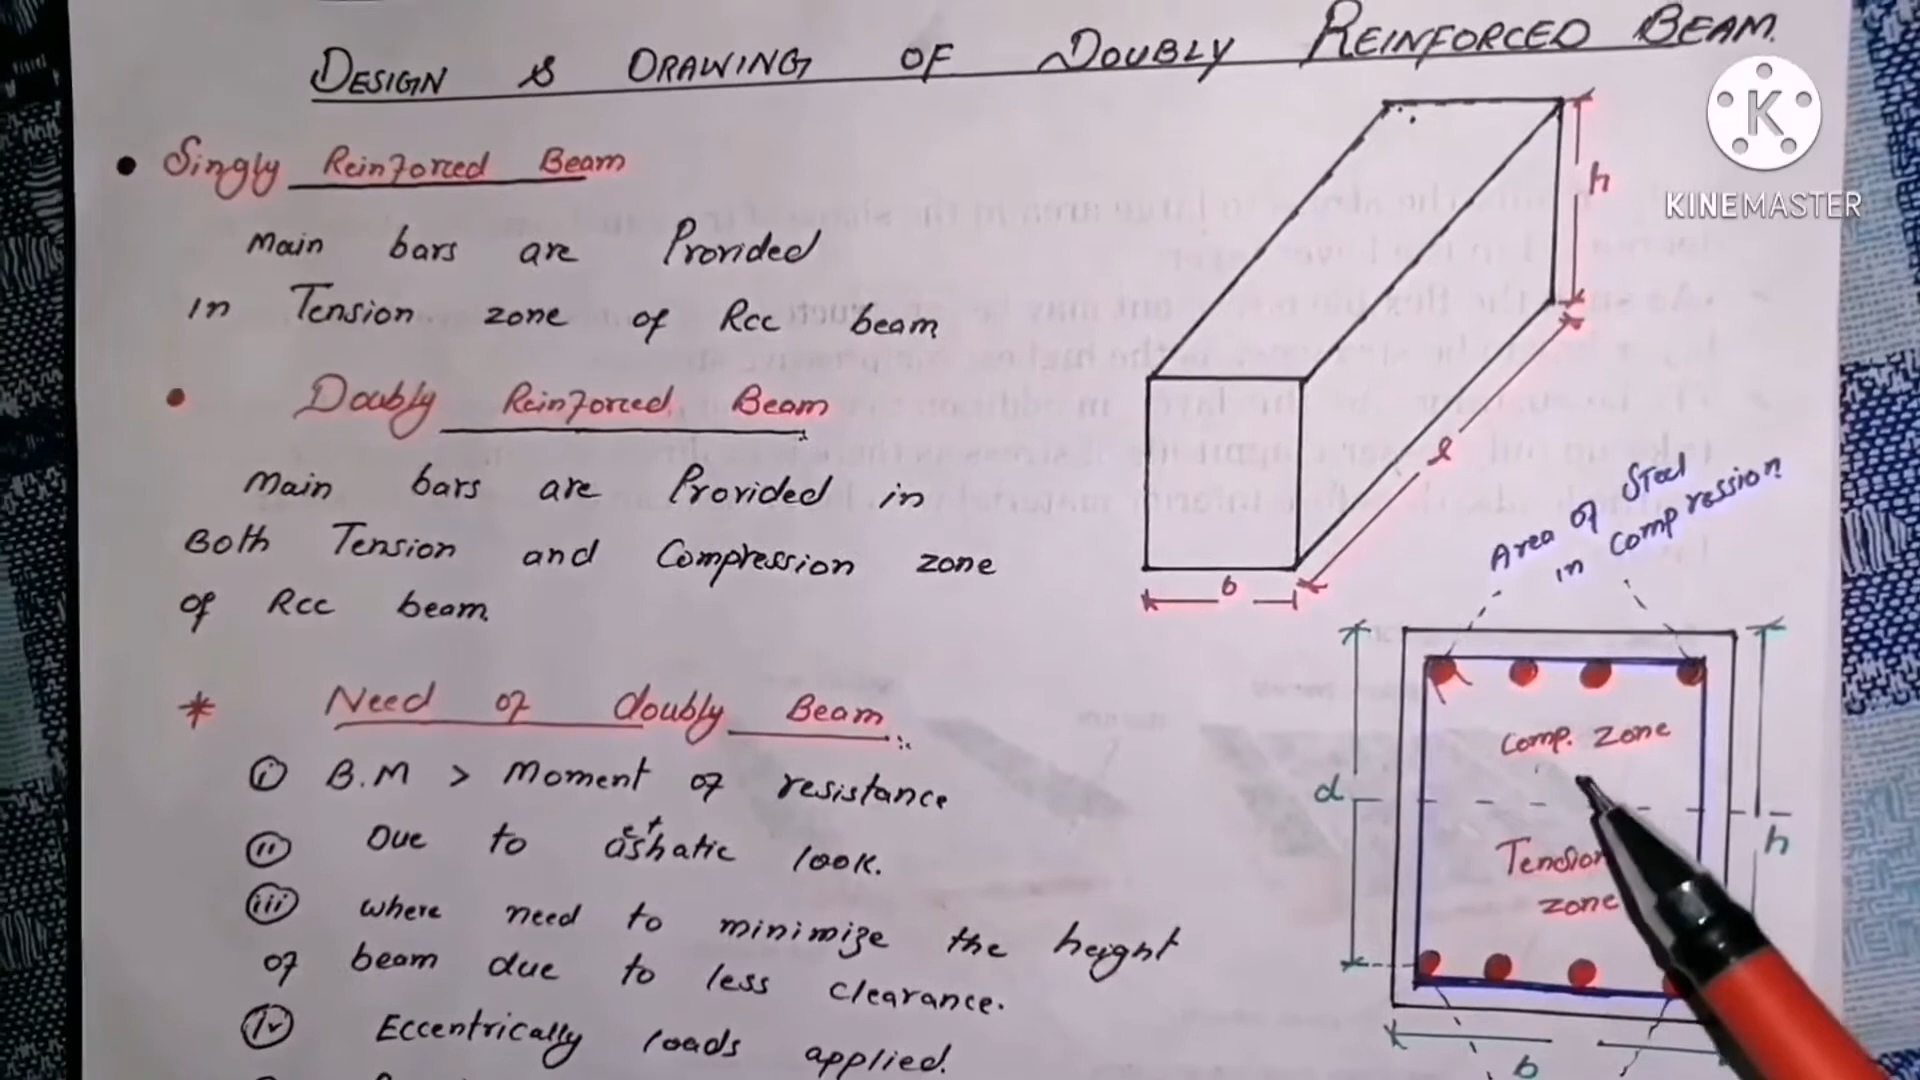 DESIGN & DRAWING OF DOUBLY REINFORCED BEAM.
KINEMASTER
• Singly Reinforced Beam
Main bars are Provided
in Tension zone of Rcc beam
• Doubly Reinforced Beam
Main bars are Provided in
Both Tension and Compression zone
of Rcc beam.
* Need of doubly Beam
(i) B.M > Moment of resistance
(ii) Due to
look.
(iii) where need to minimize the height
of beam due to less clearance.
(iv) Eccentrically loads applied.
h
l
b
Area of Steel
in Compression
Comp. zone
d
h
Tension
zone
b